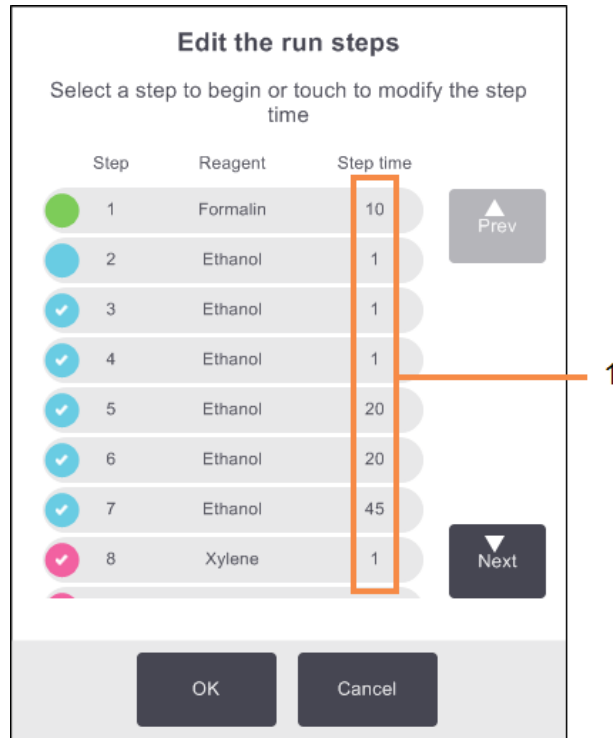 Edit the run steps
Select a step to begin or touch to modify the step
time
Step Reagent Step time
1 Formalin 10
Prev
2 Ethanol 1
3 Ethanol 1
4 Ethanol 1
1
5 Ethanol 20
6 Ethanol 20
7 Ethanol 45
8 Xylene 1
Next
OK Cancel